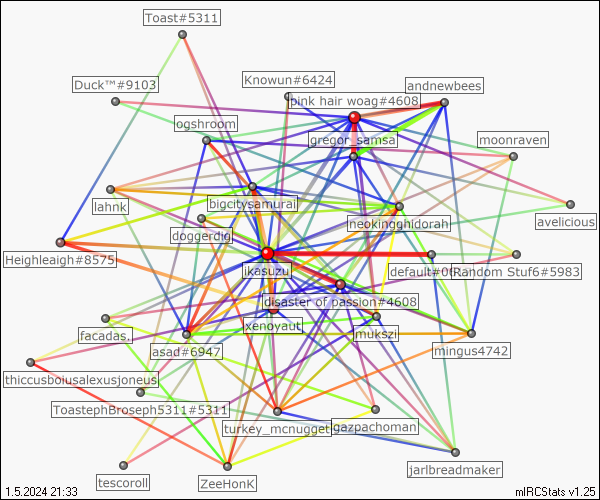 Toast#5311
Duck™#9103
Knowun#6424
andnewbees
pink hair woag#4608
ogshroom
gregor_samsa
moonraven
lahnk
bigcitysamurai
neokingghidorah
avelicious
doggerdig
Heighleaigh#8575
ikasuzu
default#0
Random Stuf6#5983
disaster of passion#4608
xenoyaut
mukszi
facadas.
asad#6947
mingus4742
thiccusboiusalexusjoneus
ToastephBroseph5311#5311
turkey_mcnugget
gazpachoman
jarlbreadmaker
tescoroll
ZeeHonK
1.5.2024 21:33
mIRCStats v1.25